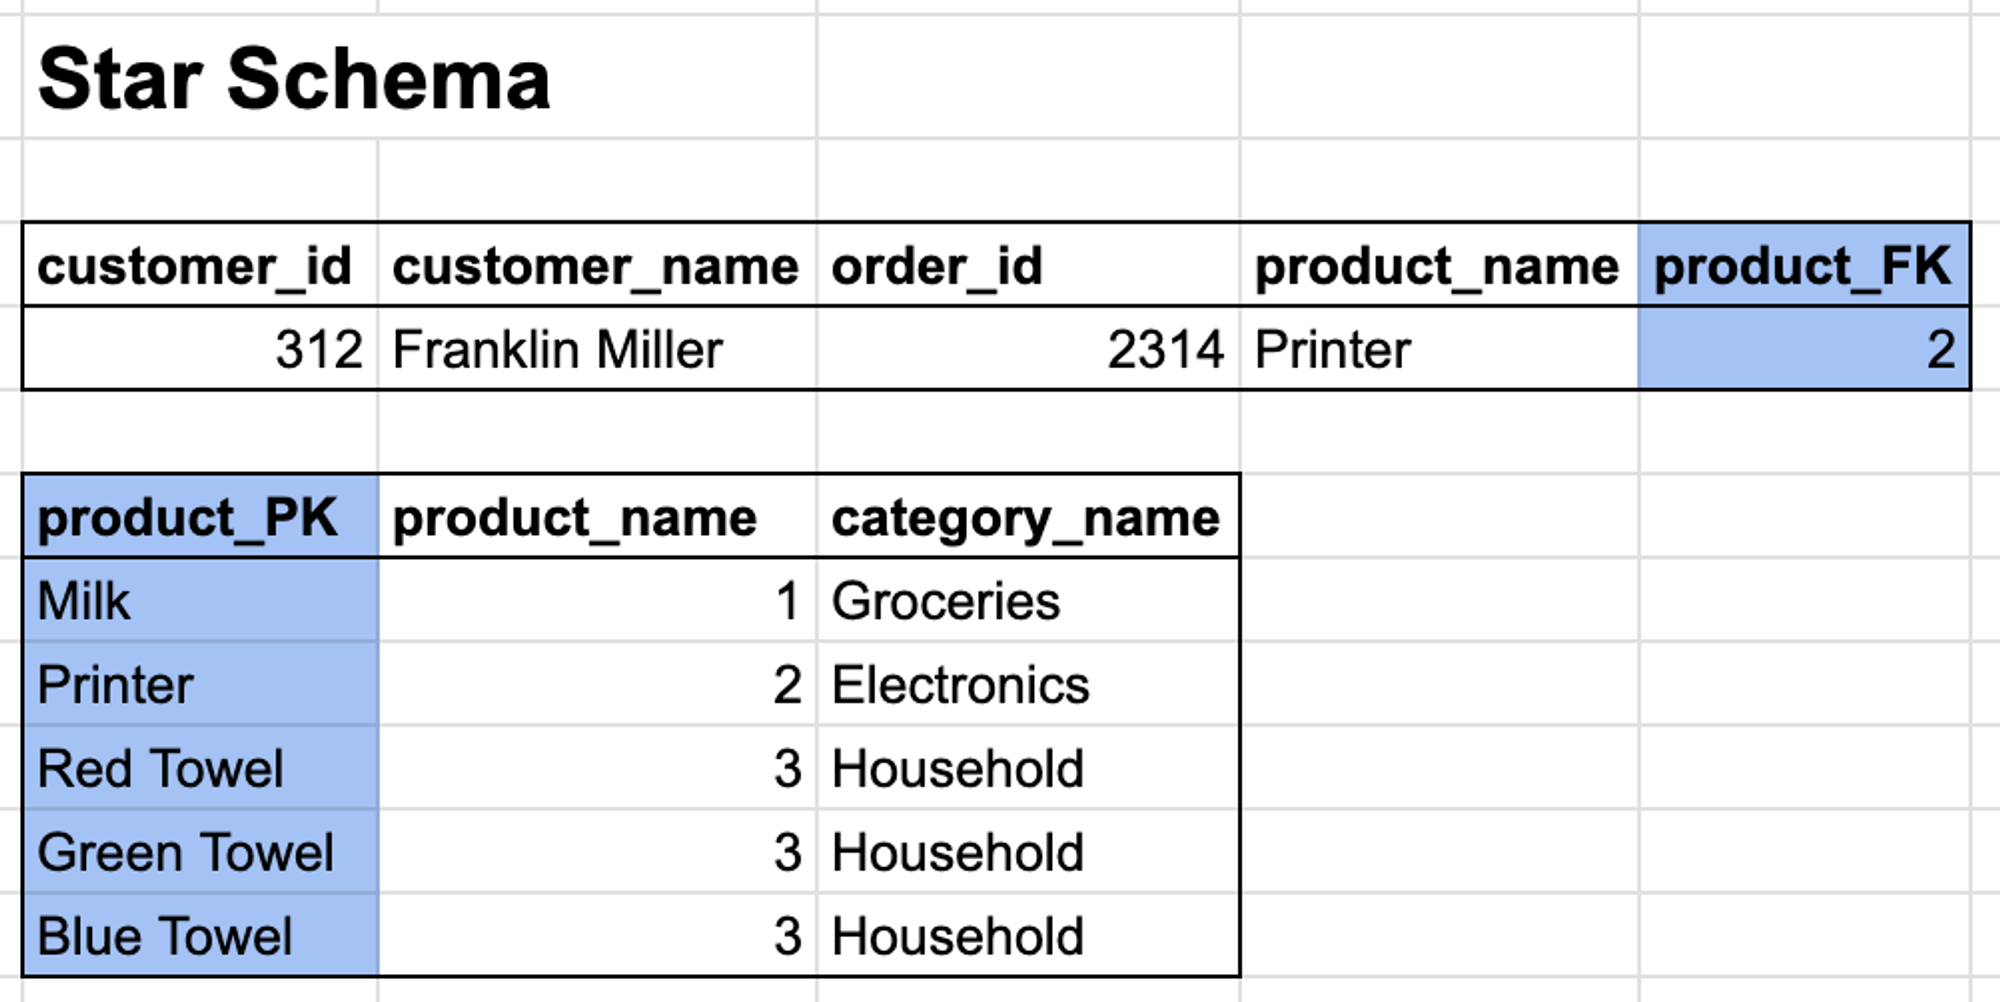 Star Schema
customer_id customer_name order_id product_name product_FK
312 Franklin Miller 2314 Printer 2
product_PK product_name category_name
Milk 1 Groceries
Printer 2 Electronics
Red Towel 3 Household
Green Towel 3 Household
Blue Towel 3 Household